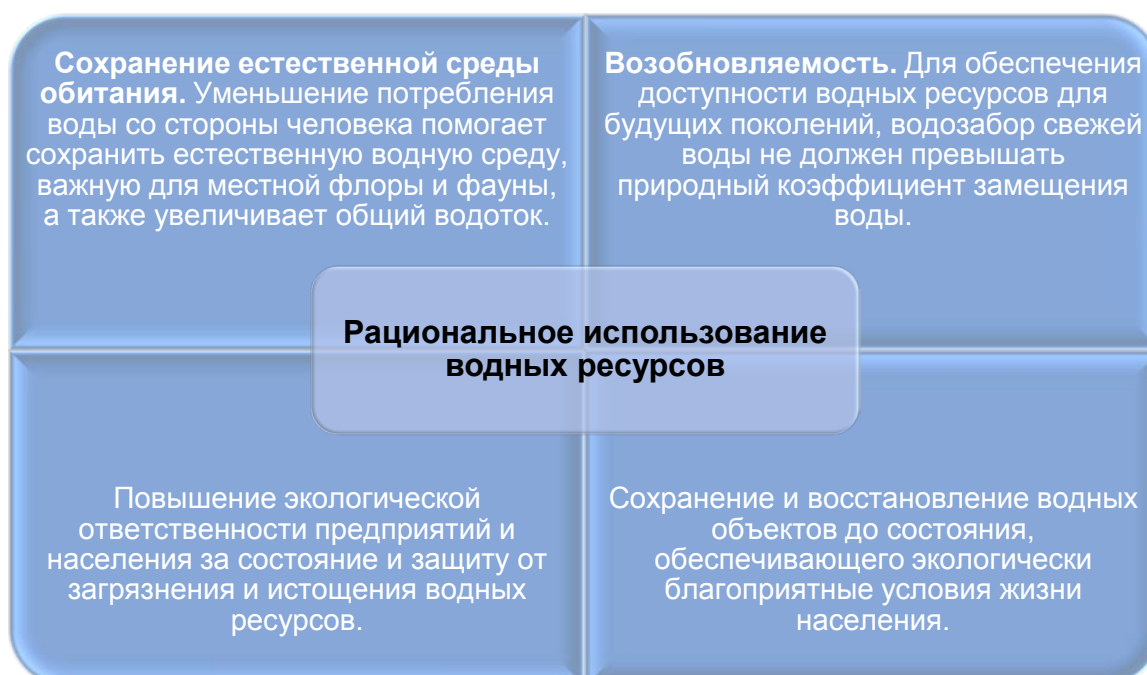 Сохранение естественной среды
обитания. Уменьшение потребления
воды со стороны человека помогает
сохранить естественную водную среду,
важную для местной флоры и фауны,
а также увеличивает общий водоток.
Возобновляемость. Для обеспечения
доступности водных ресурсов для
будущих поколений, водозабор свежей
воды не должен превышать
природный коэффициент замещения
воды.
Рациональное использование
водных ресурсов
Повышение экологической
ответственности предприятий и
населения за состояние и защиту от
загрязнения и истощения водных
ресурсов.
Сохранение и восстановление водных
объектов до состояния,
обеспечивающего экологически
благоприятные условия жизни
населения.